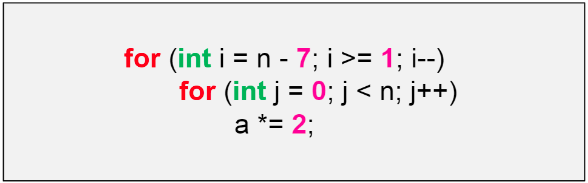 for (int i = n - 7; i >= 1; i--)
for (int j = 0; j < n; j++)
a *= 2;